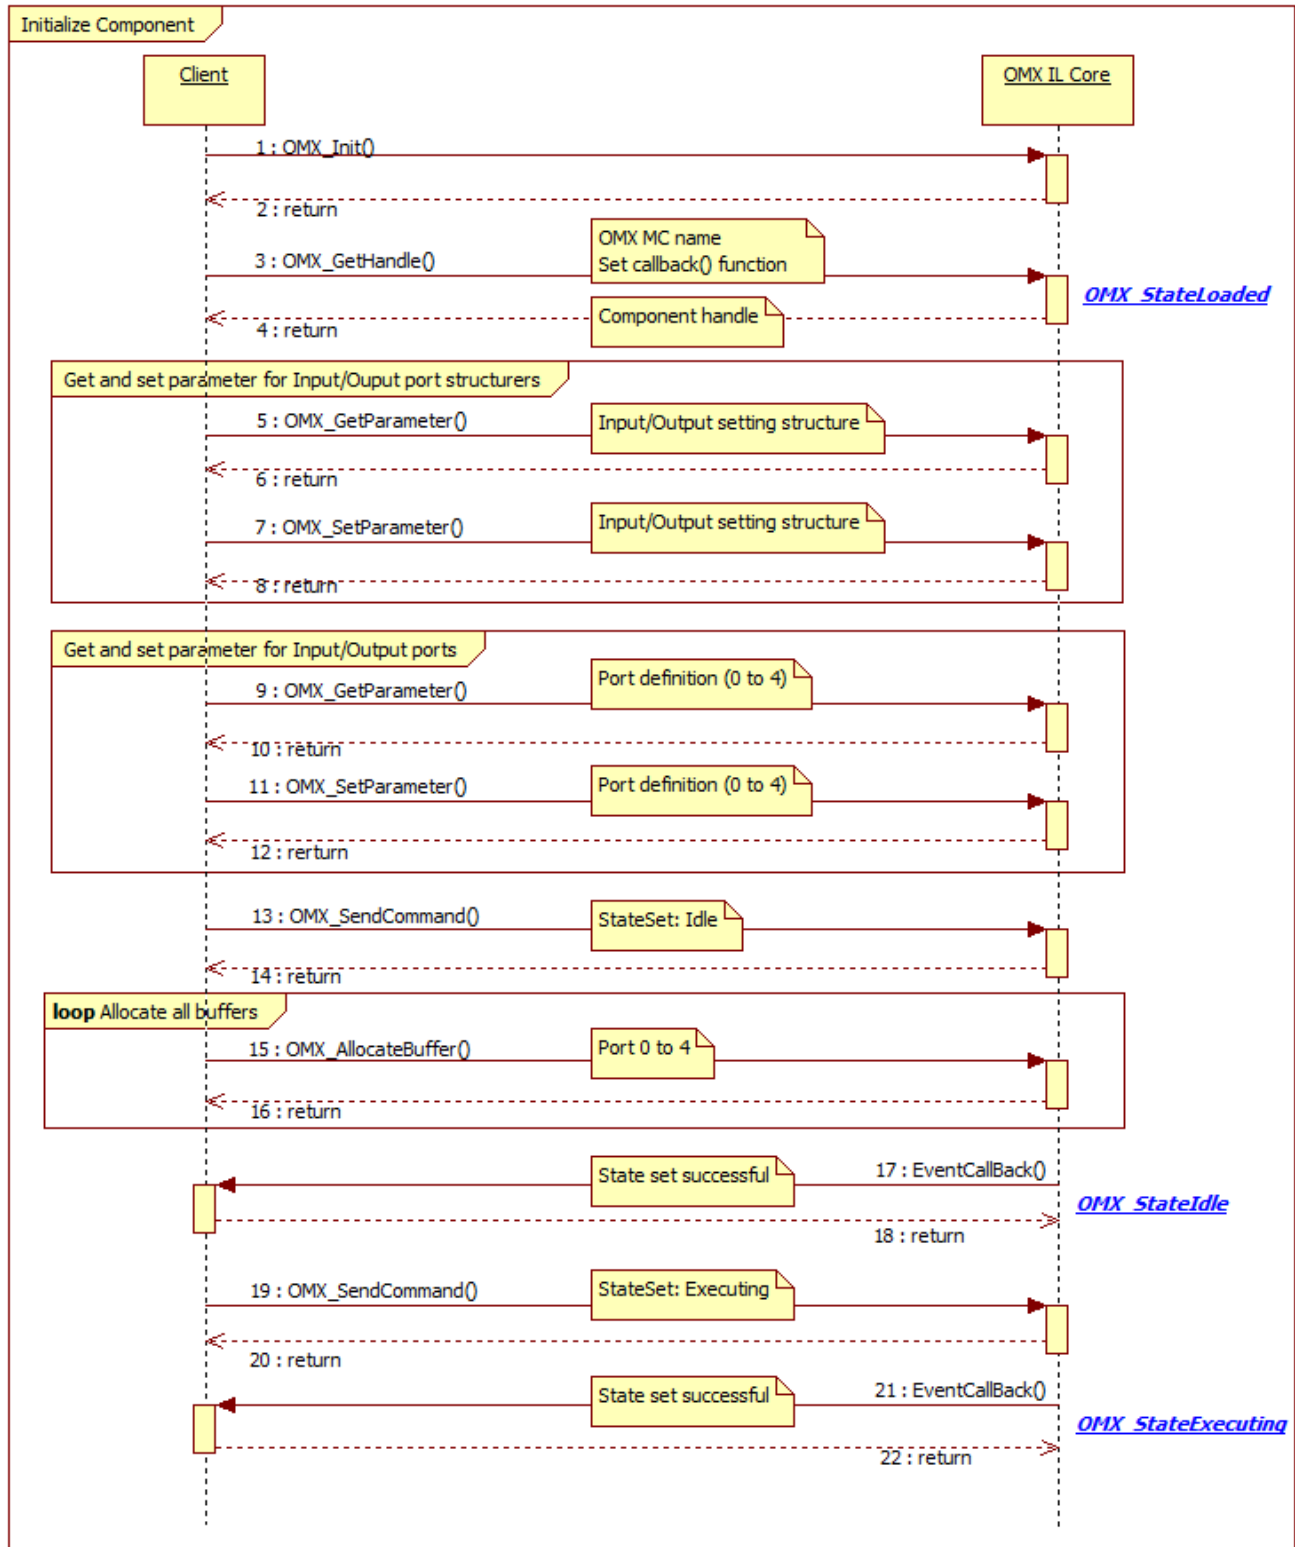 Initialize Component
Client
OMX IL Core
1 : OMX_Init()
2 : return
OMX MC name
Set callback() function
3 : OMX_GetHandle()
OMX_StateLoaded
Component handle
4 : return
Get and set parameter for Input/Ouput port structurers
5 : OMX_GetParameter()
Input/Output setting structure
6 : return
7 : OMX_SetParameter()
Input/Output setting structure
8 : return
Get and set parameter for Input/Output ports
9 : OMX_GetParameter()
Port definition (0 to 4)
10 : return
11 : OMX_SetParameter()
Port definition (0 to 4)
12 : rerturn
13 : OMX_SendCommand()
StateSet: Idle
14 : return
loop Allocate all buffers
15 : OMX_AllocateBuffer()
Port 0 to 4
16 : return
State set successful
17 : EventCallBack()
OMX_StateIdle
18 : return
19 : OMX_SendCommand()
StateSet: Executing
20 : return
State set successful
21 : EventCallBack()
OMX_StateExecuting
22 : return